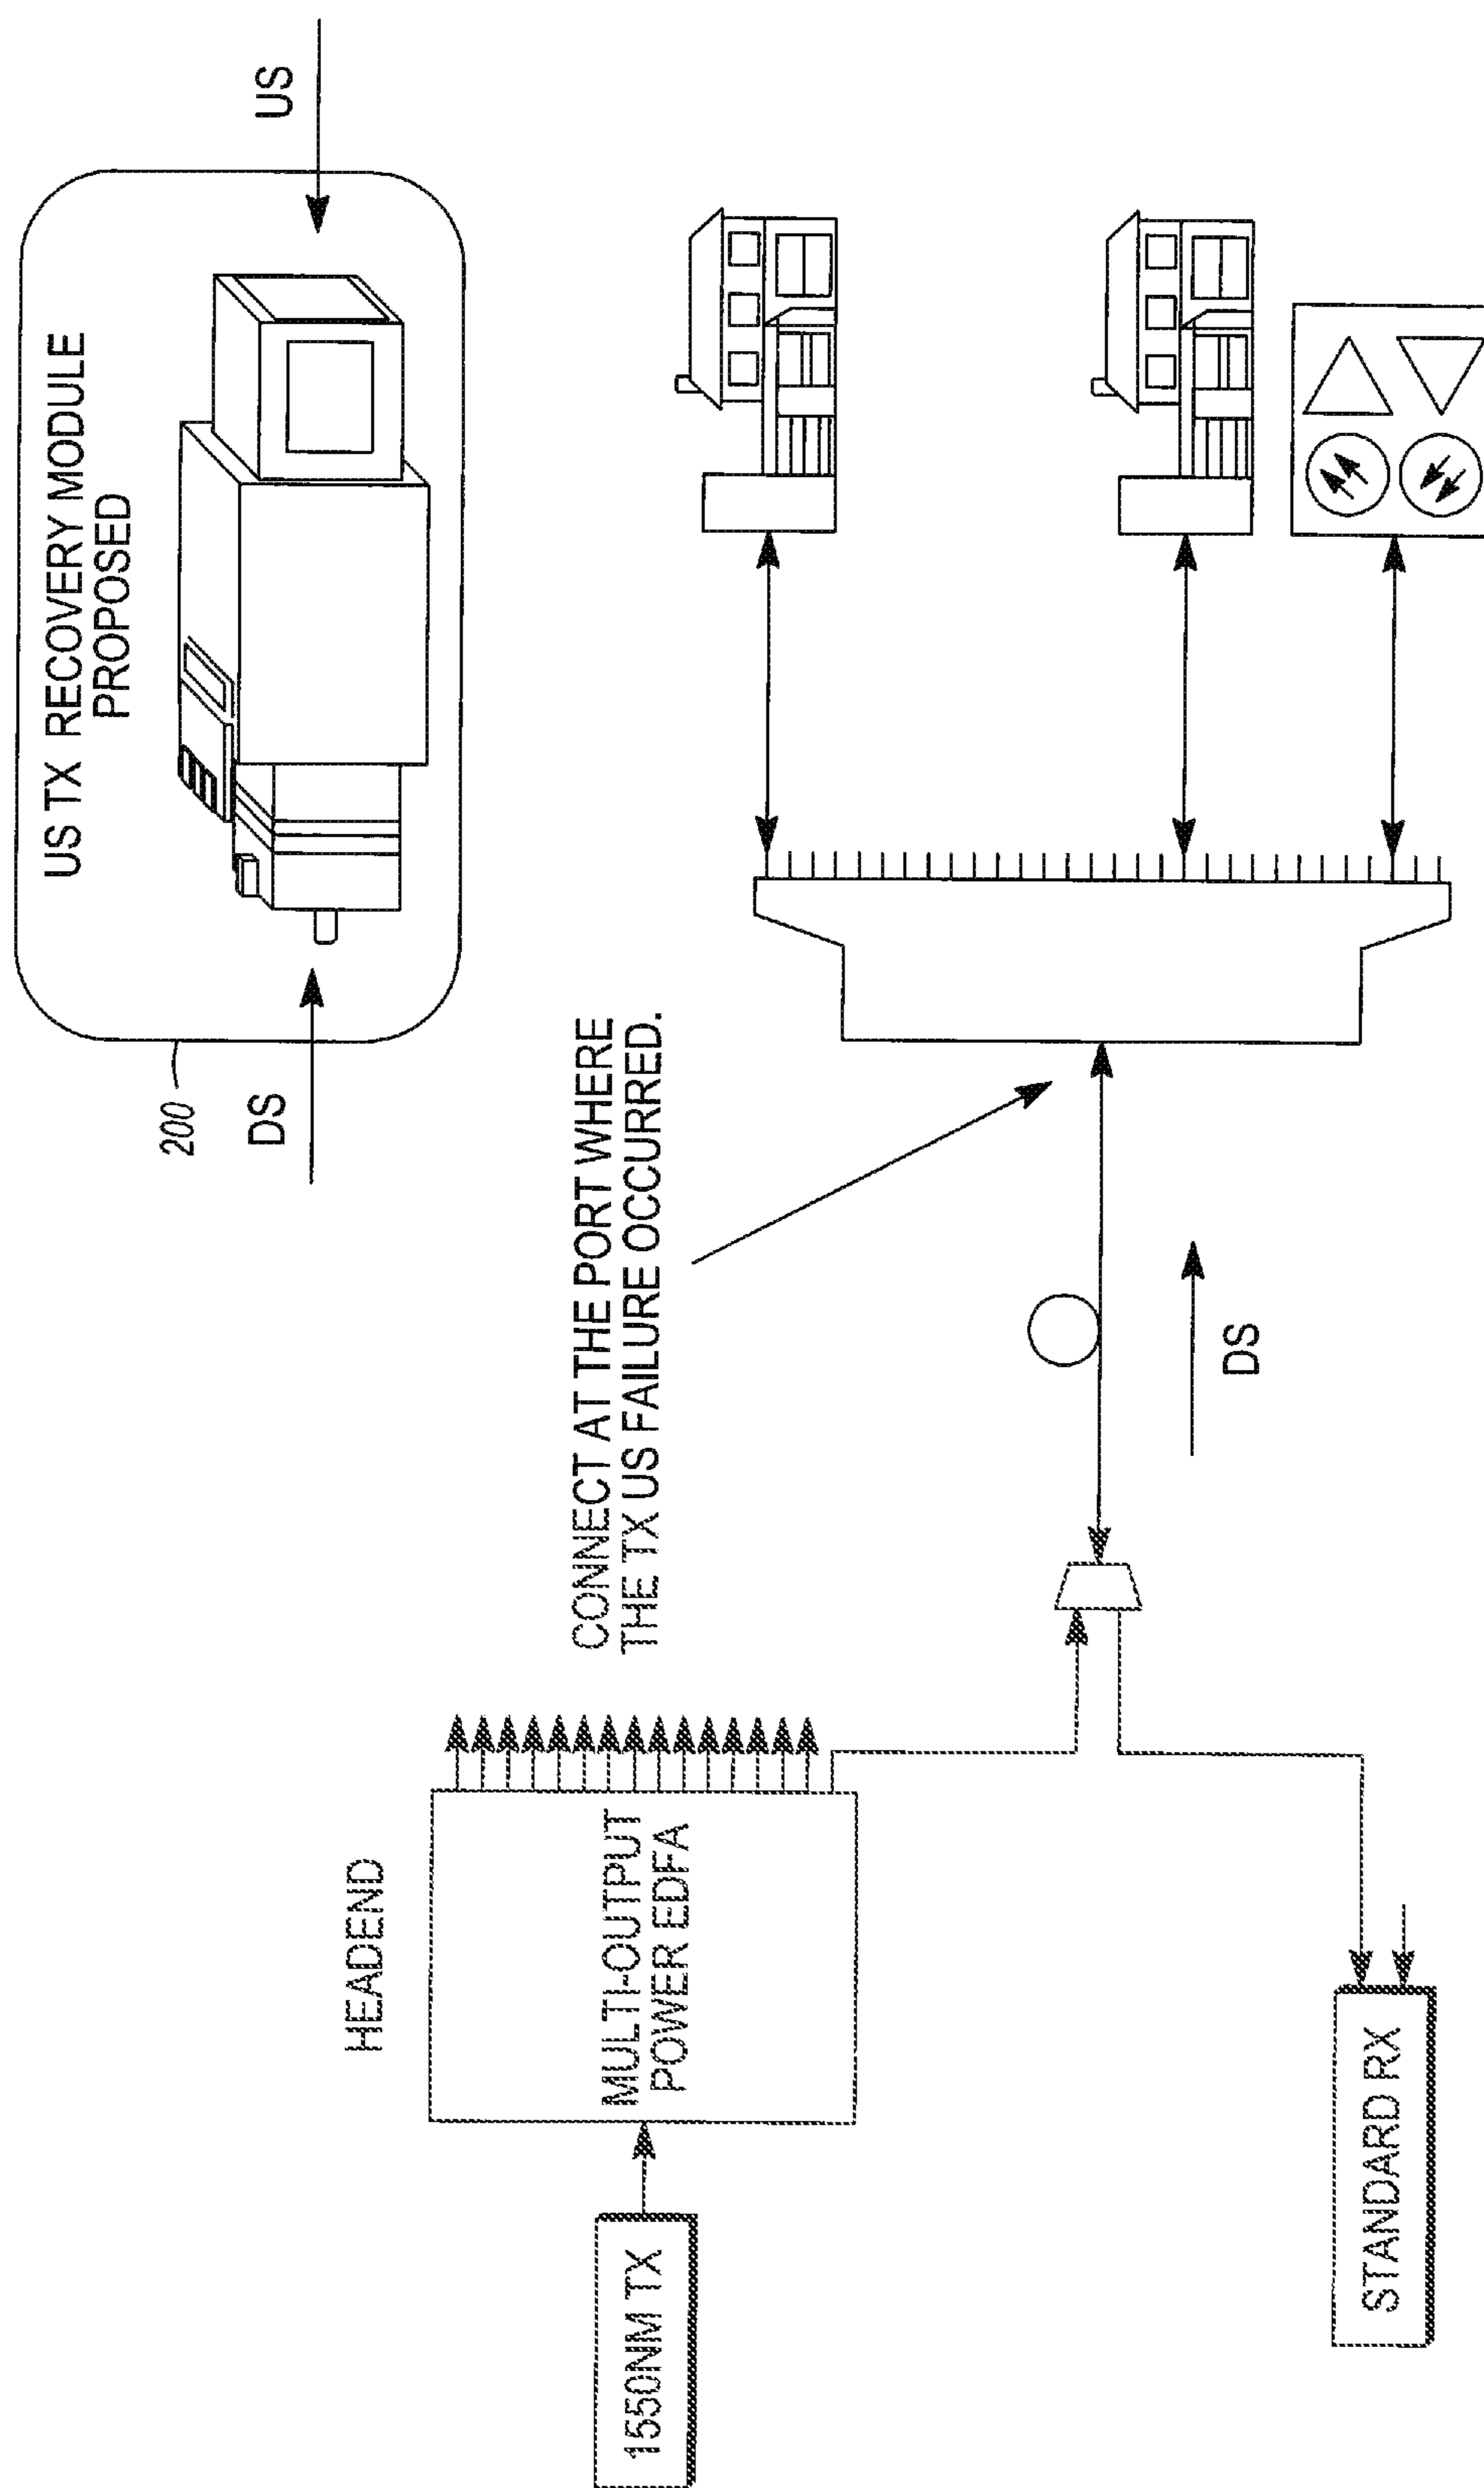 US TX RECOVERY MODULE
PROPOSED
200
DS
US
CONNECT AT THE PORT WHERE
THE TX US FAILURE OCCURRED.
HEADEND
1550NM TX
MULTI-OUTPUT
POWER EDFA
DS
STANDARD RX